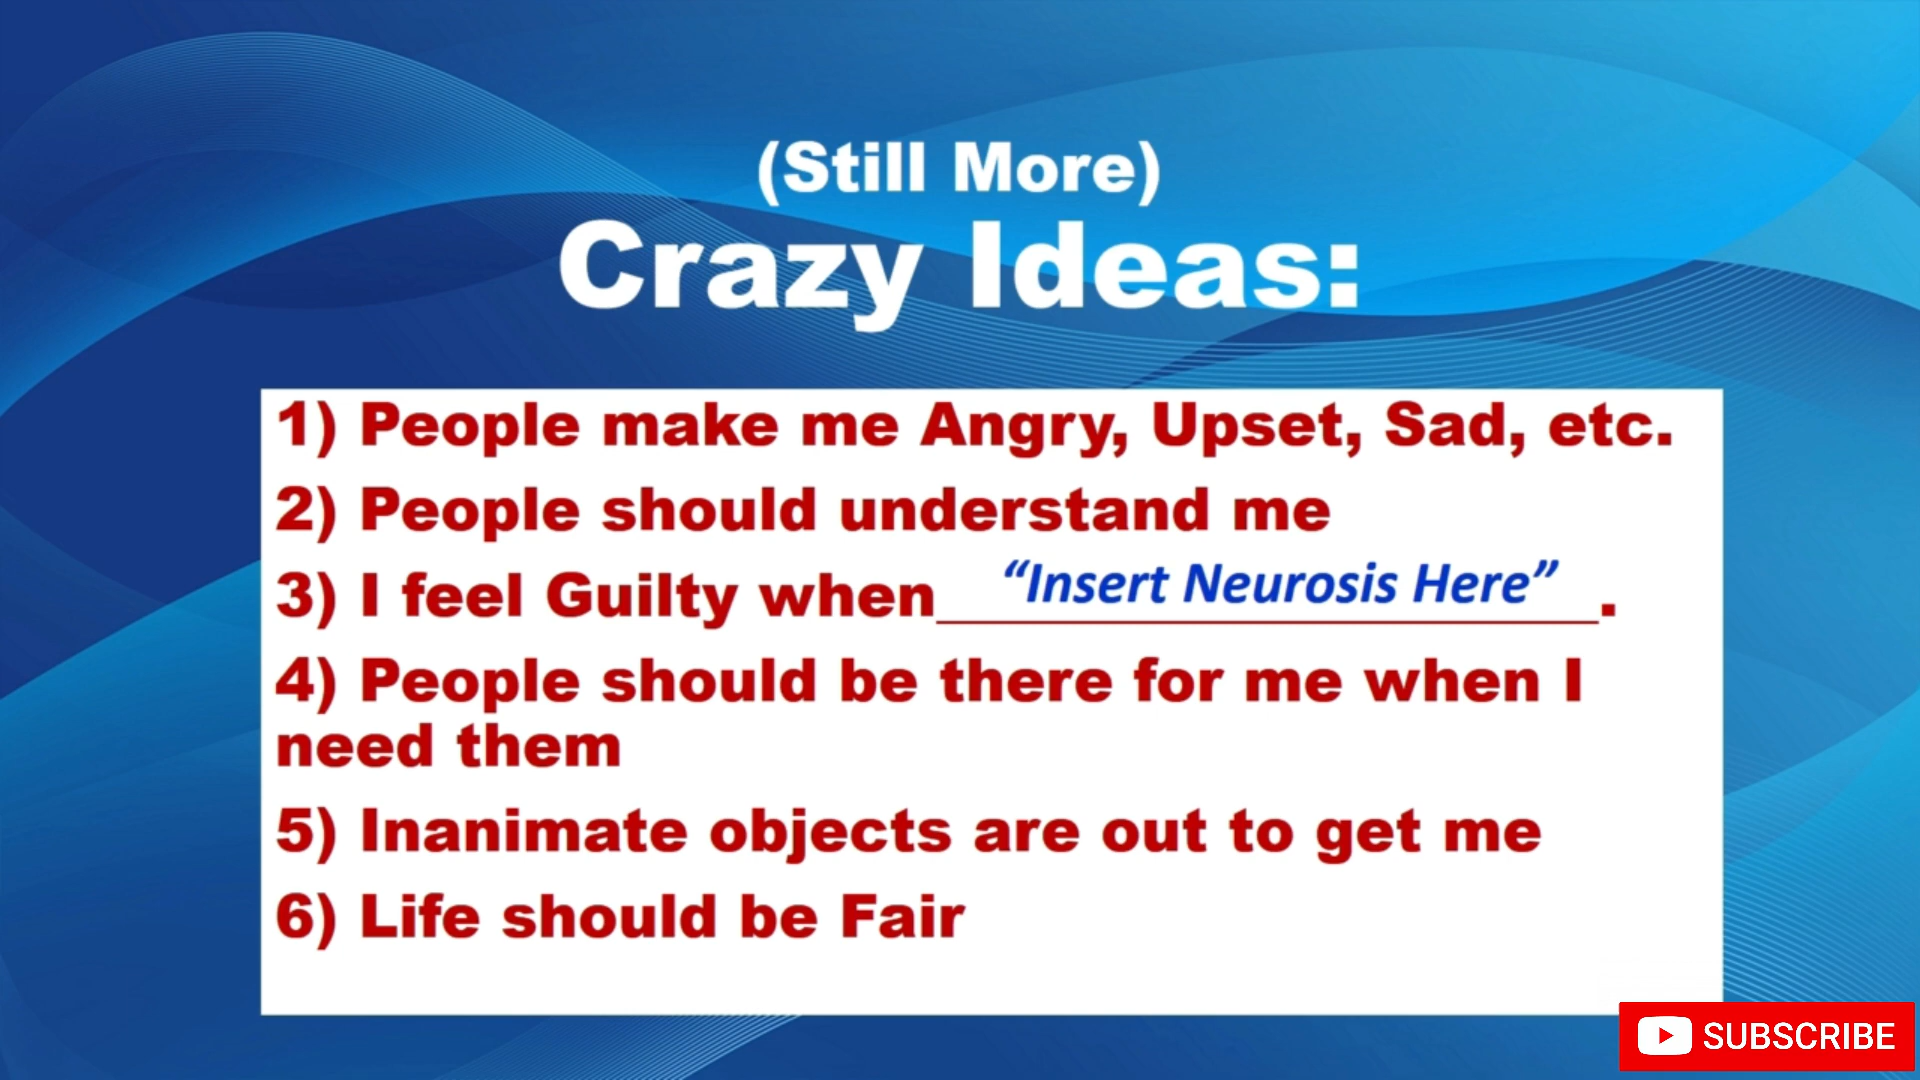 (Still More)
Crazy Ideas:
1) People make me Angry, Upset, Sad, etc.
2) People should understand me
3) I feel Guilty when “Insert Neurosis Here” .
4) People should be there for me when I
need them
5) Inanimate objects are out to get me
6) Life should be Fair
SUBSCRIBE